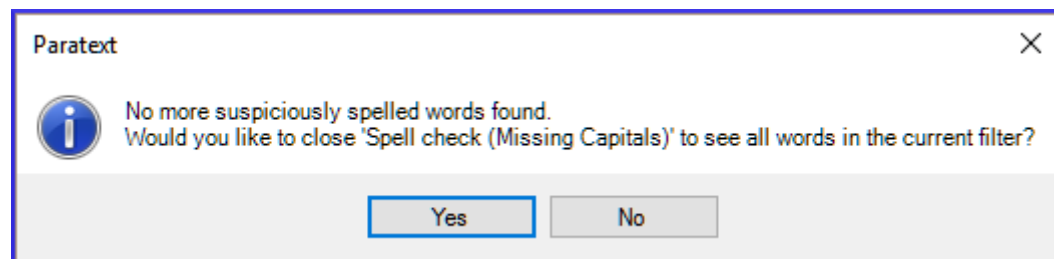 Paratext
No more suspiciously spelled words found.
Would you like to close 'Spell check (Missing Capitals)' to see all words in the current filter?
Yes
No